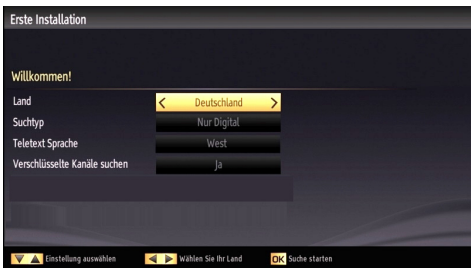 Erste Installation
Willkommen!
Land < Deutschland >
Suchtyp Nur Digital
Teletext Sprache West
Verschlüsselte Kanäle suchen Ja
Einstellung auswählen Wählen Sie Ihr Land OK Suche starten